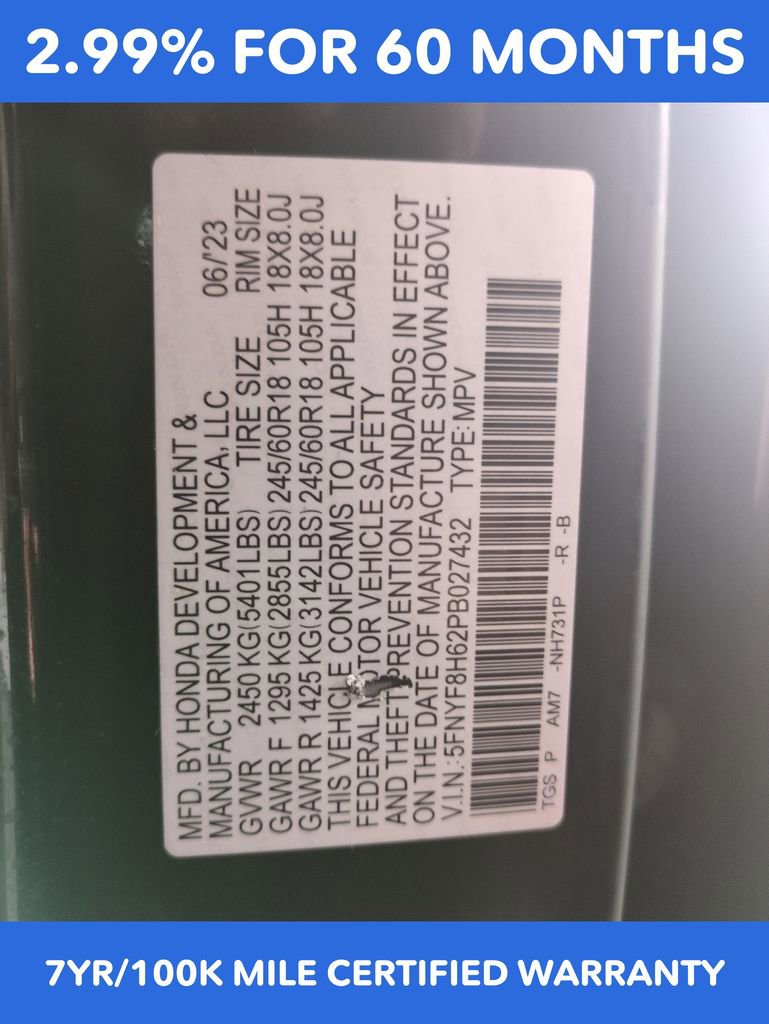 2.99% FOR 60 MONTHS
MFD. BY HONDA DEVELOPMENT &
MANUFACTURING OF AMERICA, LLC 06/'23
GVWR 2450 KG(5401LBS) TIRE SIZE RIM SIZE
GAWR F 1295 KG(2855LBS) 245/60R18 105H 18X8.0J
GAWR R 1425 KG(3142LBS) 245/60R18 105H 18X8.0J
THIS VEHICLE CONFORMS TO ALL APPLICABLE
FEDERAL MOTOR VEHICLE SAFETY
AND THEFT PREVENTION STANDARDS IN EFFECT
ON THE DATE OF MANUFACTURE SHOWN ABOVE.
V.I.N.: 5FNYF8H62PB027432 TYPE: MPV
TGS P AM7 -NH731P -R -B
7YR/100K MILE CERTIFIED WARRANTY